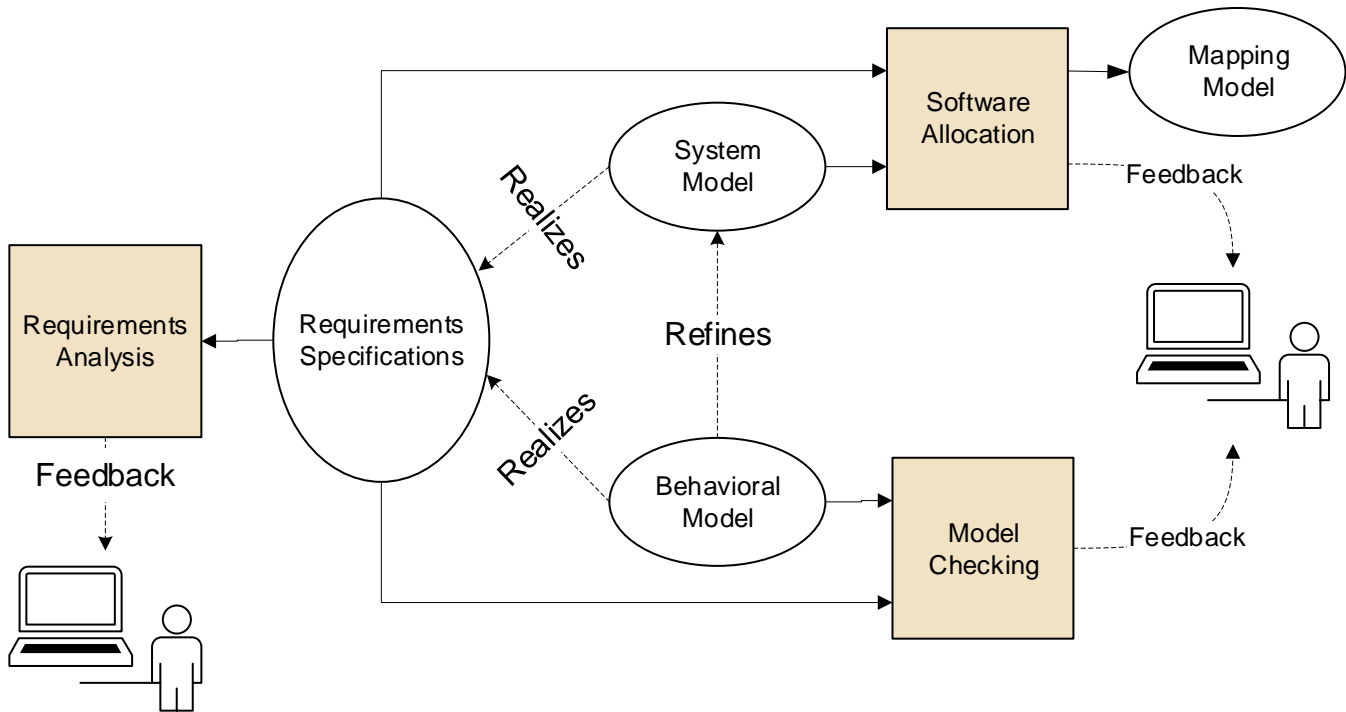 Mapping
Model
Software
Allocation
System
Model
Feedback
Realizes
Requirements
Analysis
Requirements
Specifications
Refines
Realizes
Feedback
Behavioral
Model
Model
Checking
Feedback